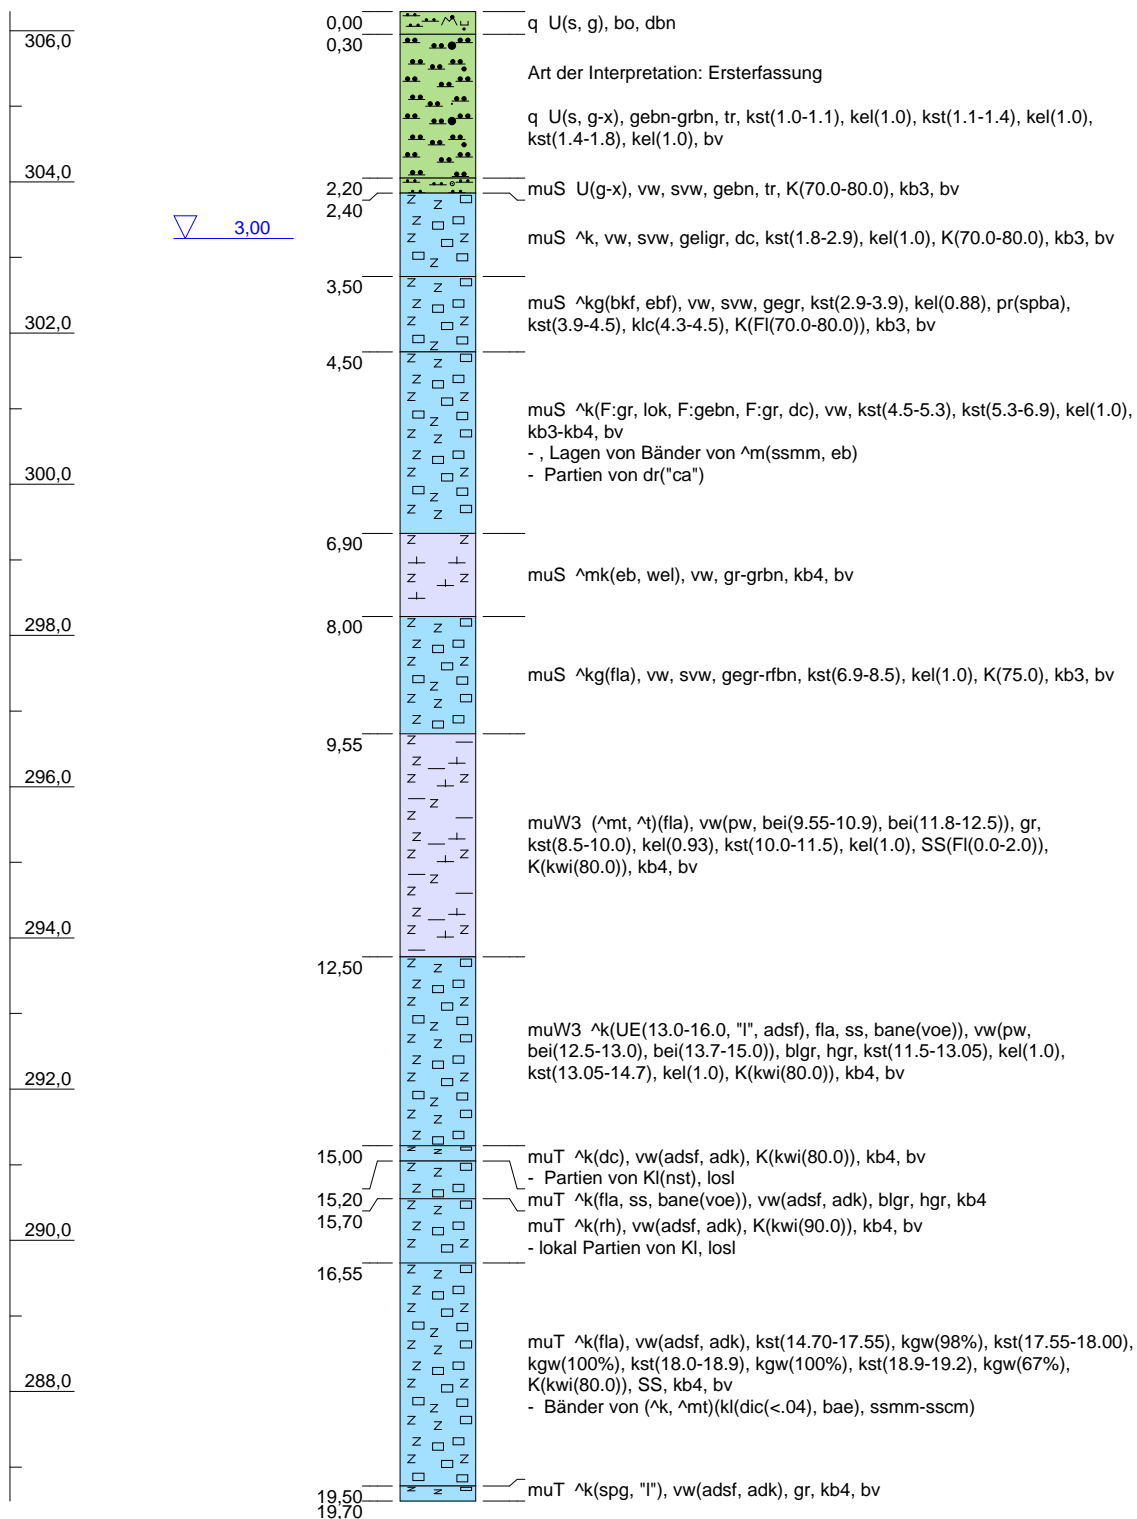 0,00
q  U(s, g), bo, dbn
306,0
0,30
Art der Interpretation: Ersterfassung
q  U(s, g-x), gebn-grbn, tr, kst(1.0-1.1), kel(1.0), kst(1.1-1.4), kel(1.0),
kst(1.4-1.8), kel(1.0), bv
304,0
2,20
muS  U(g-x), vw, svw, gebn, tr, K(70.0-80.0), kb3, bv
2,40
3,00
muS  ^k, vw, svw, geligr, dc, kst(1.8-2.9), kel(1.0), K(70.0-80.0), kb3, bv
3,50
muS  ^kg(bkf, ebf), vw, svw, gegr, kst(2.9-3.9), kel(0.88), pr(spba),
kst(3.9-4.5), klc(4.3-4.5), K(Fl(70.0-80.0)), kb3, bv
302,0
4,50
muS  ^k(F:gr, lok, F:gebn, F:gr, dc), vw, kst(4.5-5.3), kst(5.3-6.9), kel(1.0),
kb3-kb4, bv
- , Lagen von Bänder von ^m(ssmm, eb)
-  Partien von dr("ca")
300,0
6,90
muS  ^mk(eb, wel), vw, gr-grbn, kb4, bv
298,0
8,00
muS  ^kg(fla), vw, svw, gegr-rfbn, kst(6.9-8.5), kel(1.0), K(75.0), kb3, bv
9,55
296,0
muW3  (^mt, ^t)(fla), vw(pw, bei(9.55-10.9), bei(11.8-12.5)), gr,
kst(8.5-10.0), kel(0.93), kst(10.0-11.5), kel(1.0), SS(Fl(0.0-2.0)),
K(kwi(80.0)), kb4, bv
294,0
12,50
muW3  ^k(UE(13.0-16.0, "I", adsf), fla, ss, bane(voe)), vw(pw,
bei(12.5-13.0), bei(13.7-15.0)), blgr, hgr, kst(11.5-13.05), kel(1.0),
kst(13.05-14.7), kel(1.0), K(kwi(80.0)), kb4, bv
292,0
15,00
muT  ^k(dc), vw(adsf, adk), K(kwi(80.0)), kb4, bv
-  Partien von Kl(nst), losl
15,20
muT  ^k(fla, ss, bane(voe)), vw(adsf, adk), blgr, hgr, kb4
15,70
muT  ^k(rh), vw(adsf, adk), K(kwi(90.0)), kb4, bv
- lokal Partien von Kl, losl
290,0
16,55
muT  ^k(fla), vw(adsf, adk), kst(14.70-17.55), kgw(98%), kst(17.55-18.00),
kgw(100%), kst(18.0-18.9), kgw(100%), kst(18.9-19.2), kgw(67%),
K(kwi(80.0)), SS, kb4, bv
-  Bänder von (^k, ^mt)(kl(dic(<.04), bae), ssmm-sscm)
288,0
19,50
muT  ^k(spg, "I"), vw(adsf, adk), gr, kb4, bv
19,70